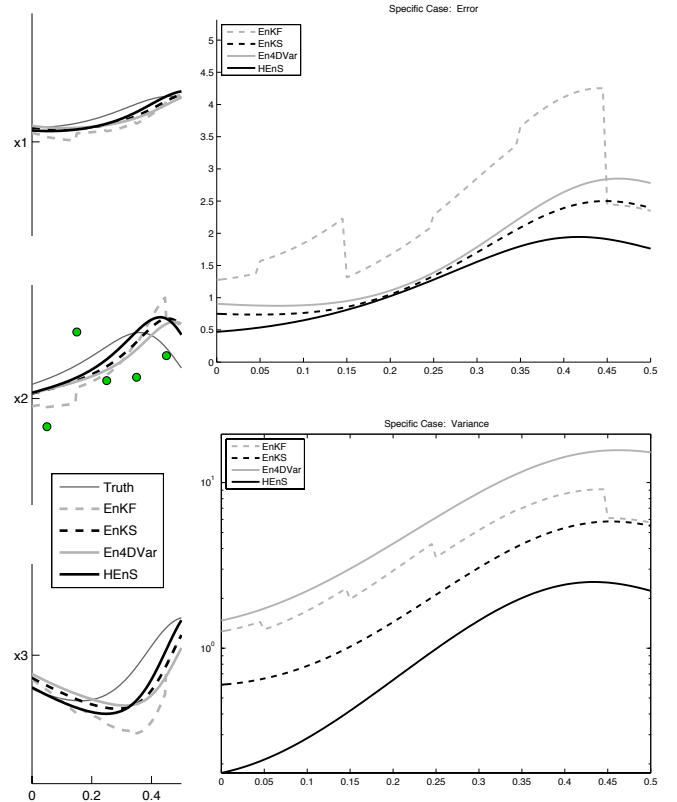 x1
x2
x3
Truth
EnKF
EnKS
En4DVar
HEnS
0
0.2
0.4
Specific Case: Error
EnKF
EnKS
En4DVar
HEnS
5
4.5
4
3.5
3
2.5
2
1.5
1
0.5
0
0 0.05 0.1 0.15 0.2 0.25 0.3 0.35 0.4 0.45 0.5
Specific Case: Variance
EnKF
EnKS
En4DVar
HEnS
10^1
10^0
0 0.05 0.1 0.15 0.2 0.25 0.3 0.35 0.4 0.45 0.5